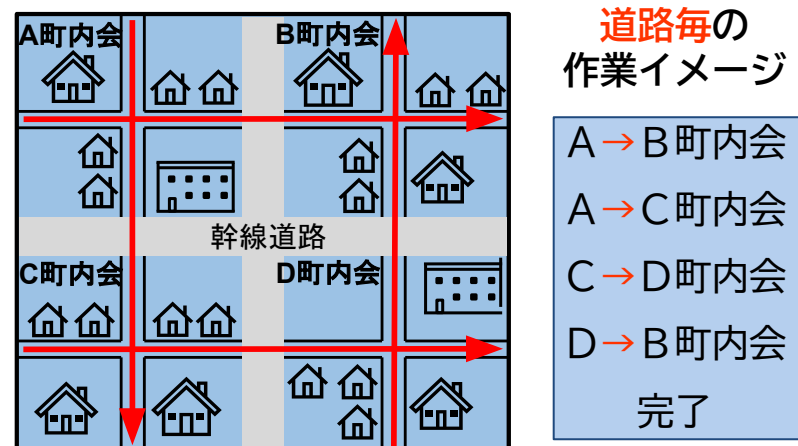 A町内会
B町内会
幹線道路
C町内会
D町内会
道路毎の
作業イメージ
A→B町内会
A→C町内会
C→D町内会
D→B町内会
完了